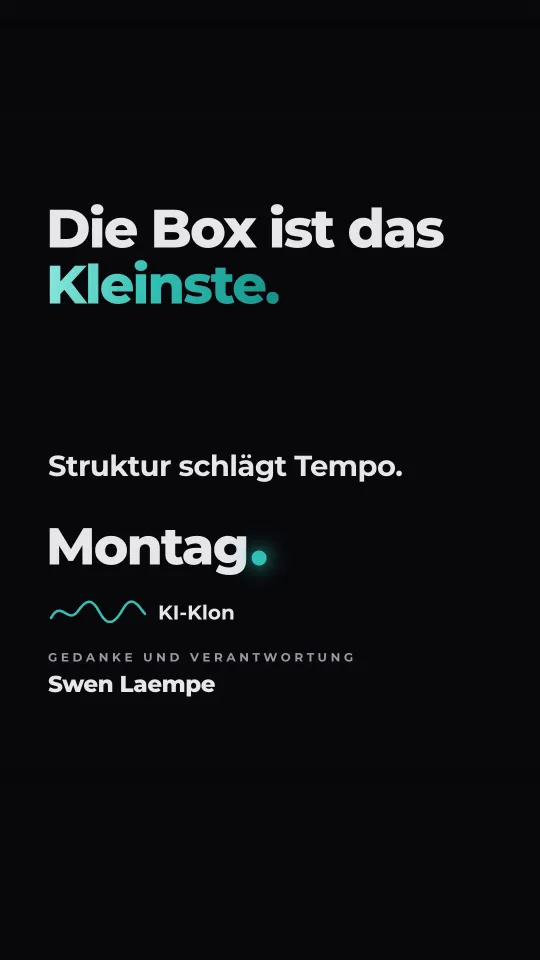 Die Box ist das
Kleinste.
Struktur schlägt Tempo.
Montag.
KI-Klon
GEDANKE UND VERANTWORTUNG
Swen Laempe